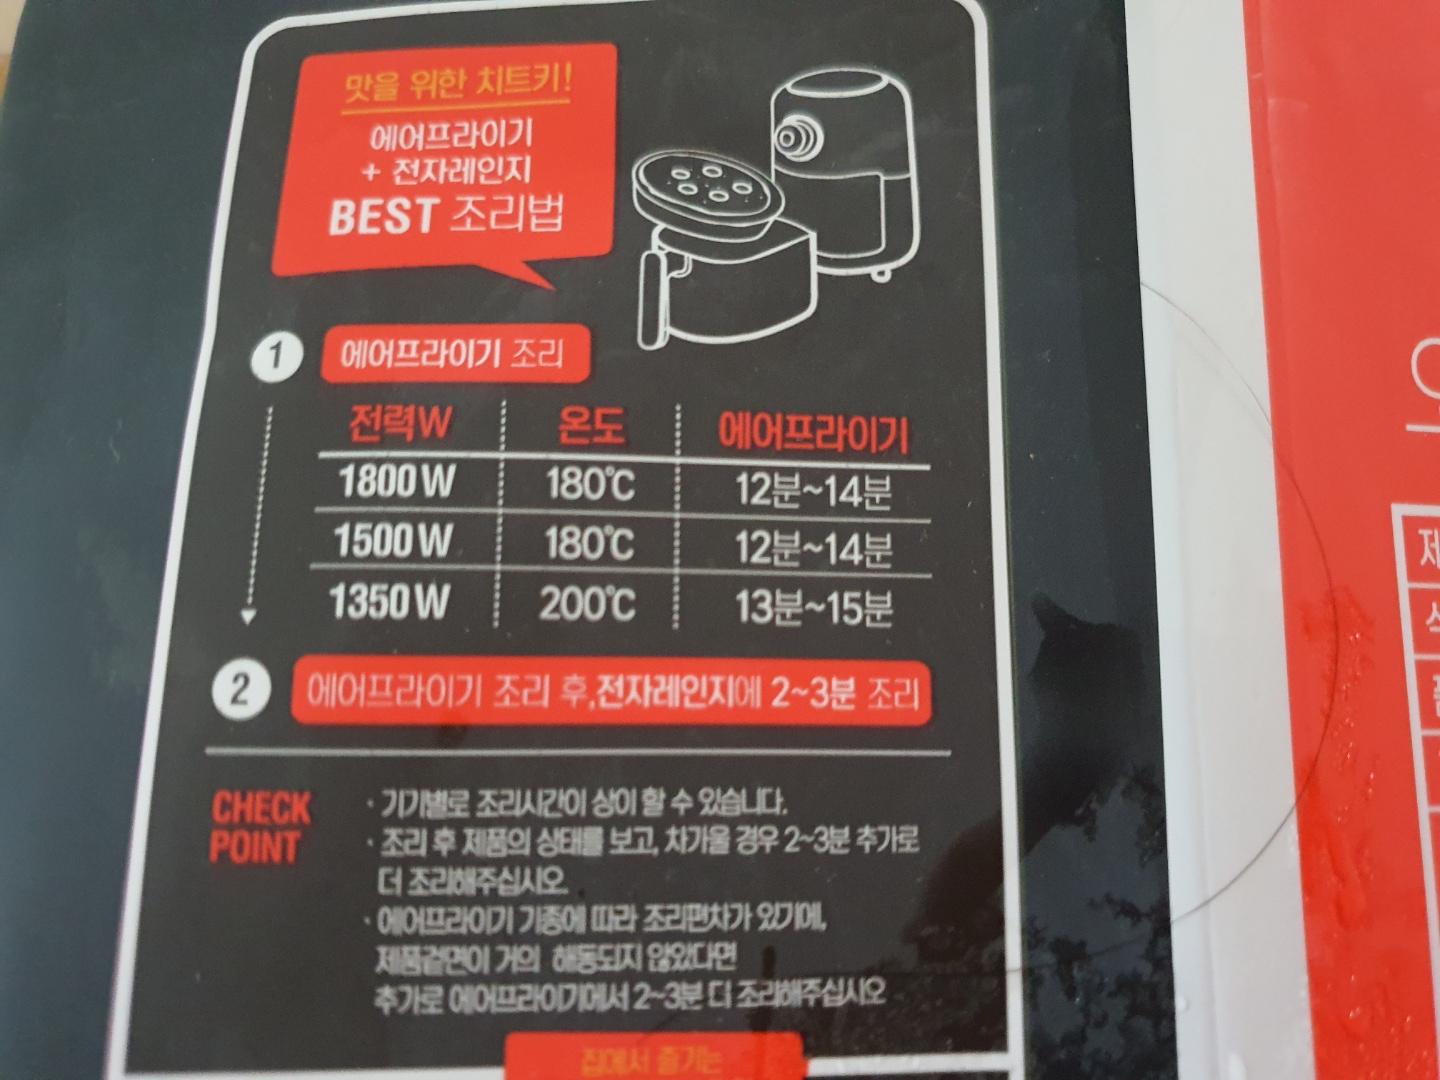 맛을 위한 치트키!
에어프라이기
+ 전자레인지
BEST 조리법
1 에어프라이기 조리
전력W 온도 에어프라이기
1800W 180℃ 12분~14분
1500W 180℃ 12분~14분
1350W 200℃ 13분~15분
2 에어프라이기 조리 후,전자레인지에 2~3분 조리
CHECK
POINT
· 기기별로 조리시간이 상이 할 수 있습니다.
· 조리 후 제품의 상태를 보고, 차가울 경우 2~3분 추가로
더 조리해주십시오.
· 에어프라이기 기종에 따라 조리편차가 있기에,
제품겉면이 거의 해동되지 않았다면
추가로 에어프라이기에서 2~3분 더 조리해주십시오
집에서 즐기는
제